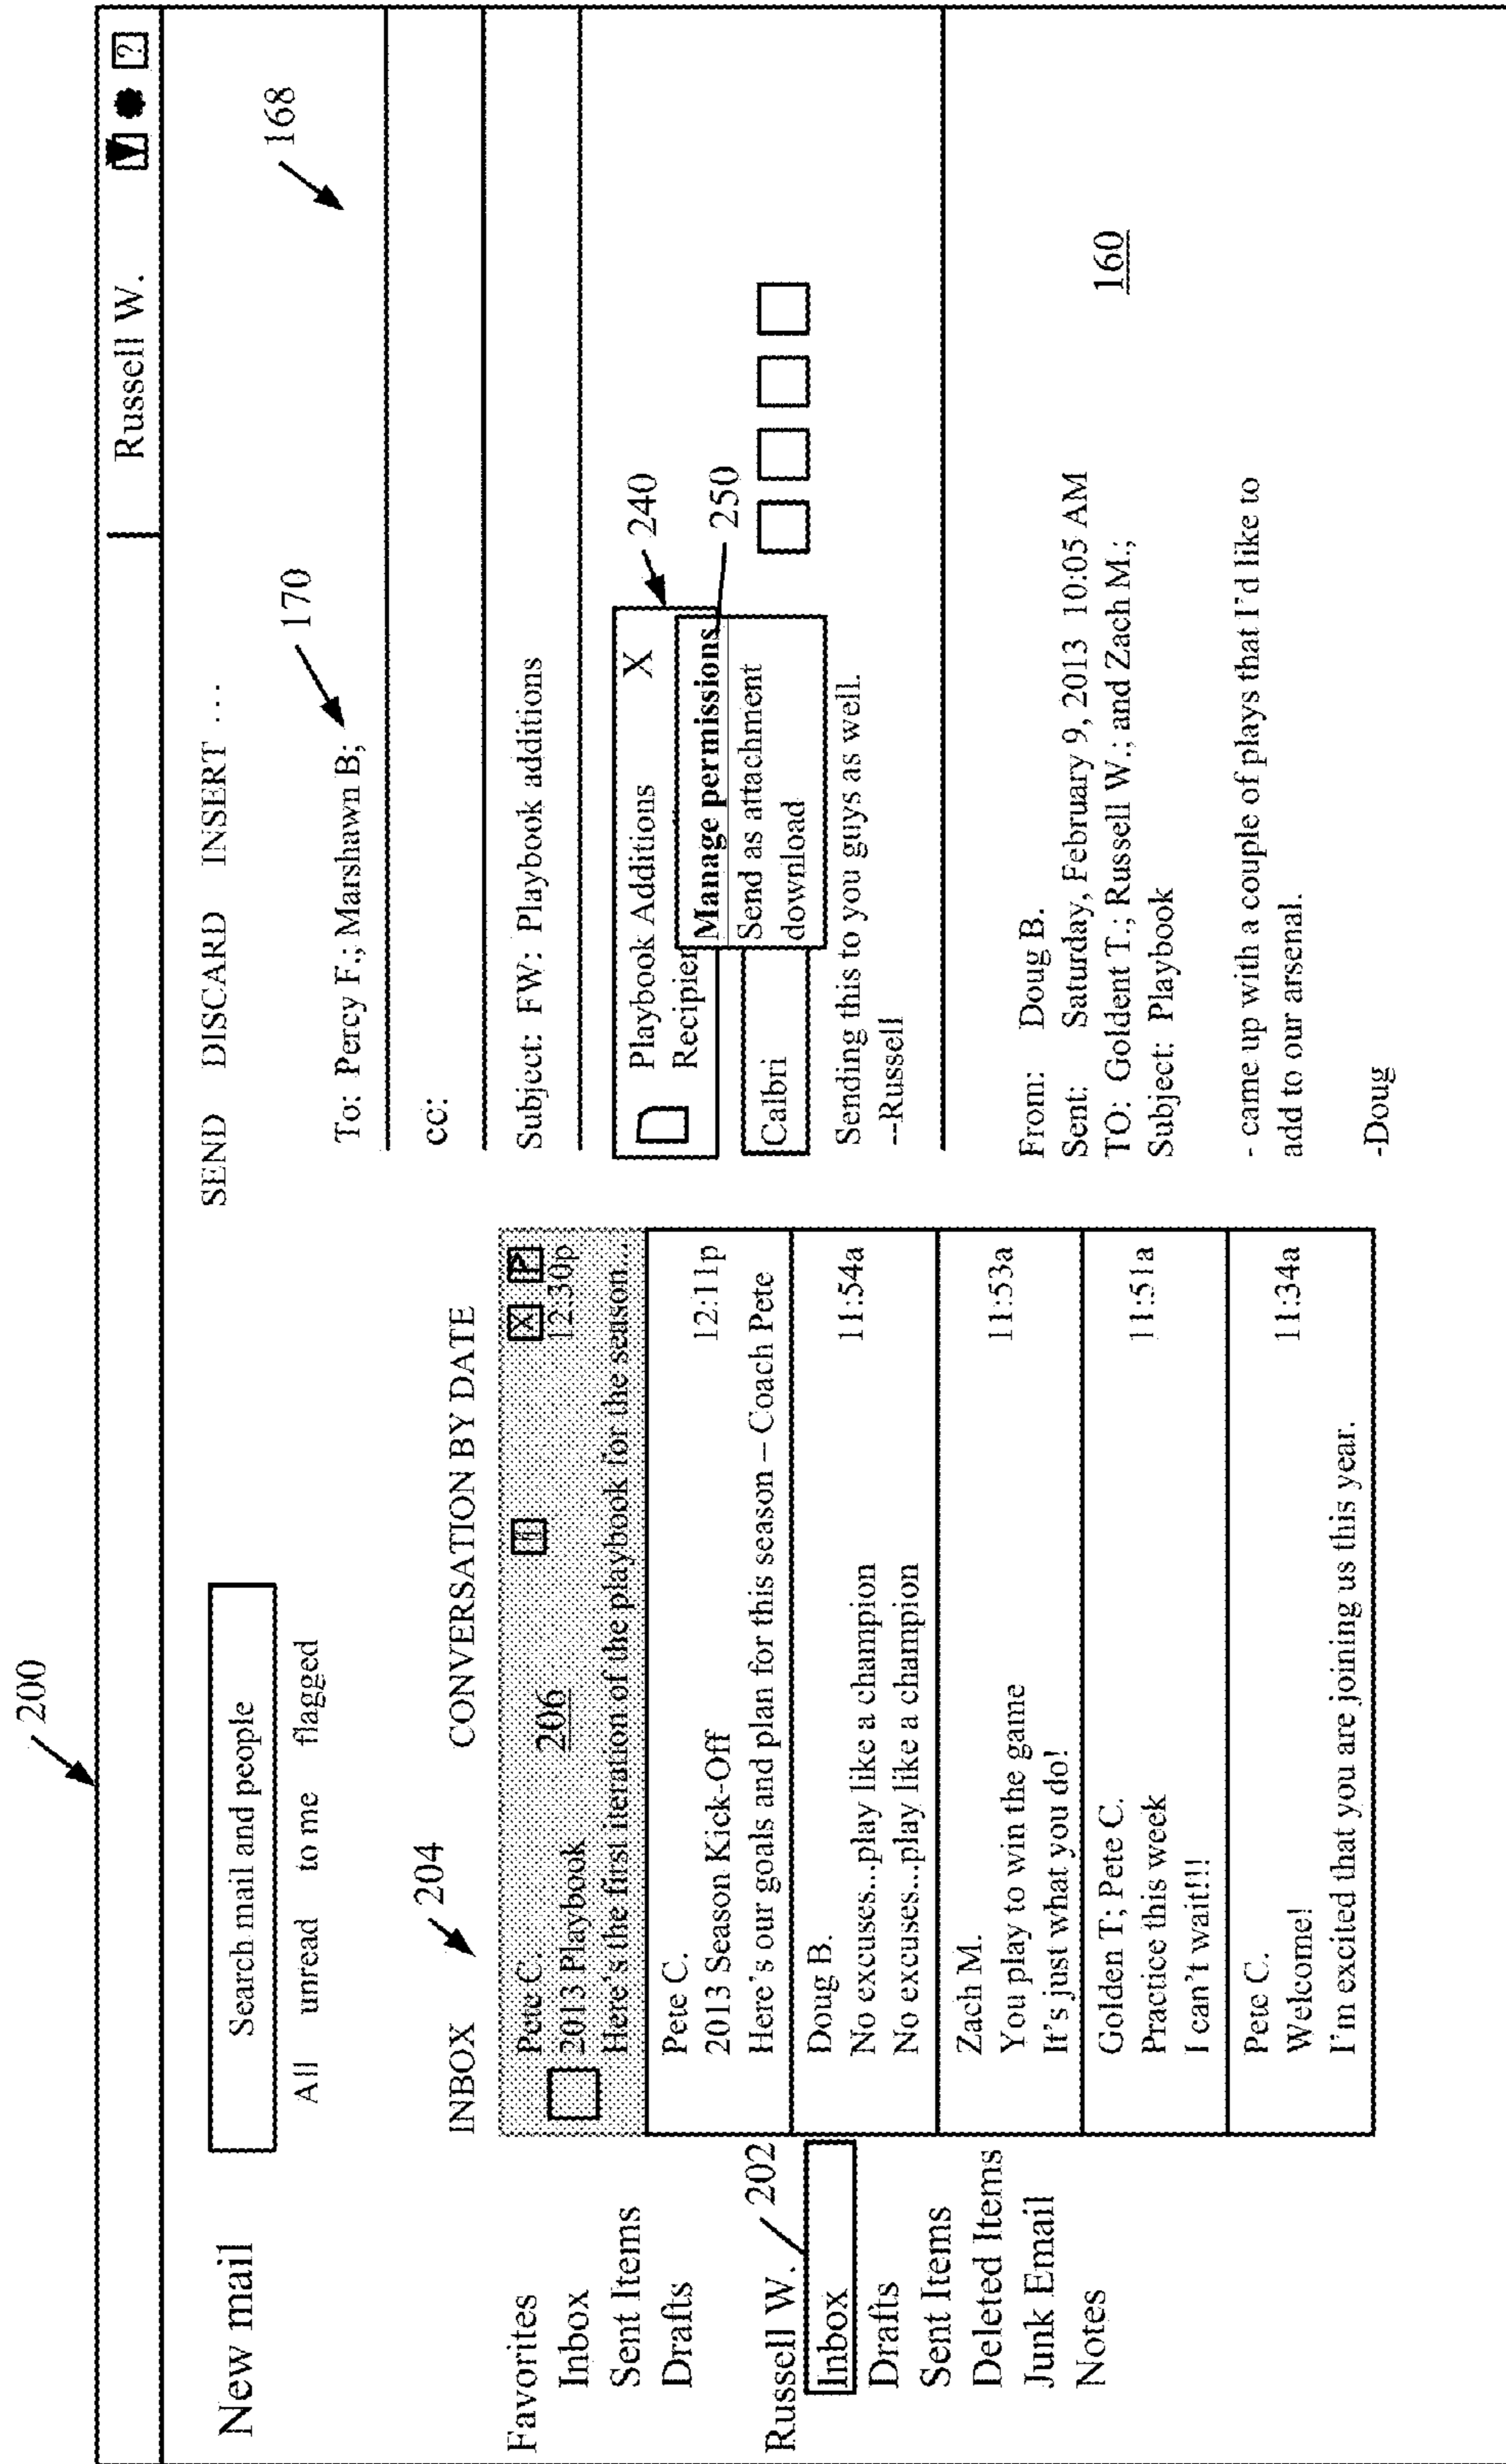 200
Russell W. ?
New mail
Search mail and people
All unread to me flagged
SEND DISCARD INSERT ...
168
170
204
INBOX CONVERSATION BY DATE
Favorites
Inbox
Sent Items
Drafts
Russell W.
202
Inbox
Drafts
Sent Items
Deleted Items
Junk Email
Notes
Pete C. X
2013 Playbook 206 12:30p
Here's the first iteration of the playbook for the season...
Pete C.
2013 Season Kick-Off 12:11p
Here's our goals and plan for this season – Coach Pete
Doug B.
No excuses...play like a champion 11:54a
No excuses...play like a champion
Zach M.
You play to win the game 11:53a
It's just what you do!
Golden T; Pete C.
Practice this week 11:51a
I can't wait!!!
Pete C.
Welcome! 11:34a
I'm excited that you are joining us this year.
To: Percy F.; Marshawn B;
cc:
Subject: FW: Playbook additions
Playbook Additions X
240
Recipien
Manage permissions
250
Send as attachment
download
Calbri
Sending this to you guys as well.
--Russell
From: Doug B.
Sent: Saturday, February 9, 2013 10:05 AM
TO: Goldent T.; Russell W.; and Zach M.;
Subject: Playbook
160
- came up with a couple of plays that I'd like to
add to our arsenal.
-Doug